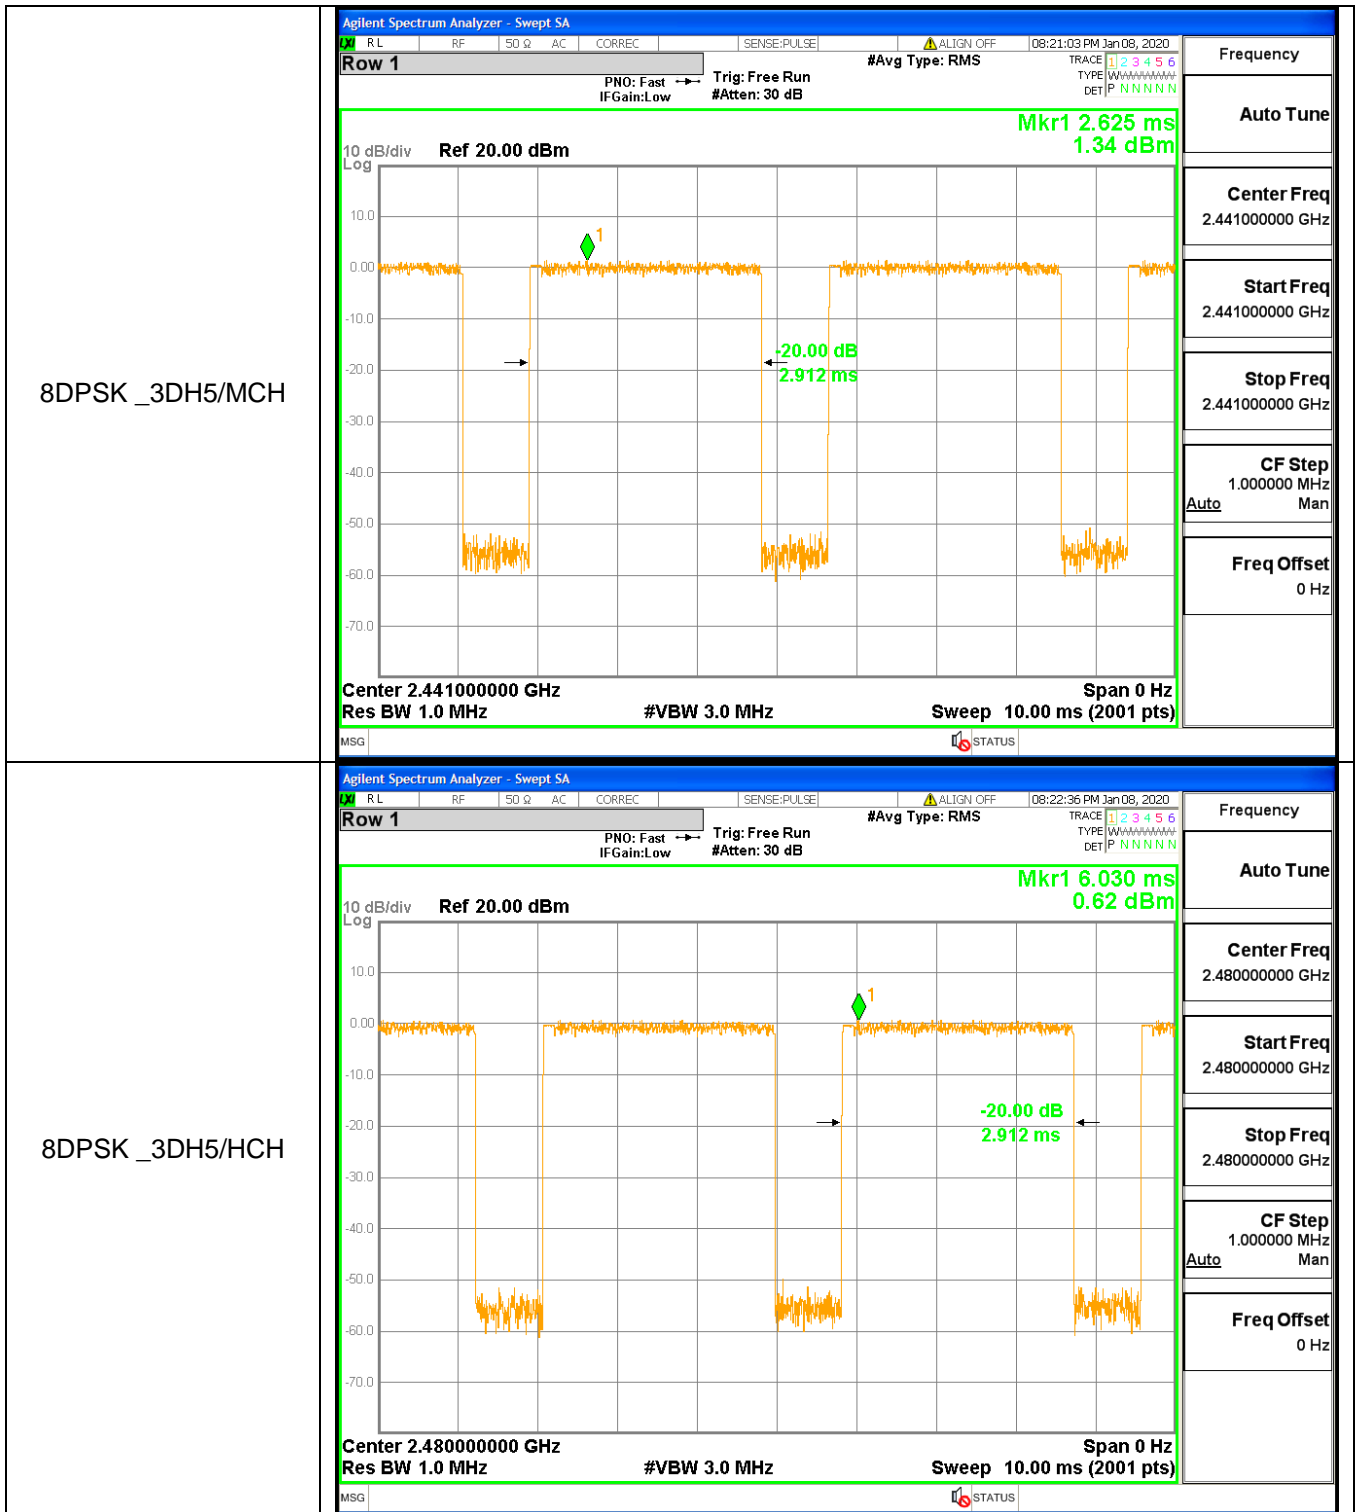 8DPSK _3DH5/MCH
Agilent Spectrum Analyzer - Swept SA
LXI RL RF 50 Ω AC CORREC SENSE:PULSE ALIGN OFF 08:21:03 PM Jan 08, 2020
Row 1
PNO: Fast
IFGain:Low
Trig: Free Run
#Atten: 30 dB
#Avg Type: RMS
TRACE 1 2 3 4 5 6
TYPE WWWWWW
DET P N N N N N
Mkr1 2.625 ms
1.34 dBm
10 dB/div
Log
Ref 20.00 dBm
10.0
0.00
-10.0
-20.0
-30.0
-40.0
-50.0
-60.0
-70.0
1
-20.00 dB
2.912 ms
Center 2.441000000 GHz
Span 0 Hz
Res BW 1.0 MHz
#VBW 3.0 MHz
Sweep 10.00 ms (2001 pts)
MSG
STATUS
Frequency
Auto Tune
Center Freq
2.441000000 GHz
Start Freq
2.441000000 GHz
Stop Freq
2.441000000 GHz
CF Step
1.000000 MHz
Auto Man
Freq Offset
0 Hz
8DPSK _3DH5/HCH
Agilent Spectrum Analyzer - Swept SA
LXI RL RF 50 Ω AC CORREC SENSE:PULSE ALIGN OFF 08:22:36 PM Jan 08, 2020
Row 1
PNO: Fast
IFGain:Low
Trig: Free Run
#Atten: 30 dB
#Avg Type: RMS
TRACE 1 2 3 4 5 6
TYPE WWWWWW
DET P N N N N N
Mkr1 6.030 ms
0.62 dBm
10 dB/div
Log
Ref 20.00 dBm
10.0
0.00
-10.0
-20.0
-30.0
-40.0
-50.0
-60.0
-70.0
1
-20.00 dB
2.912 ms
Center 2.480000000 GHz
Span 0 Hz
Res BW 1.0 MHz
#VBW 3.0 MHz
Sweep 10.00 ms (2001 pts)
MSG
STATUS
Frequency
Auto Tune
Center Freq
2.480000000 GHz
Start Freq
2.480000000 GHz
Stop Freq
2.480000000 GHz
CF Step
1.000000 MHz
Auto Man
Freq Offset
0 Hz